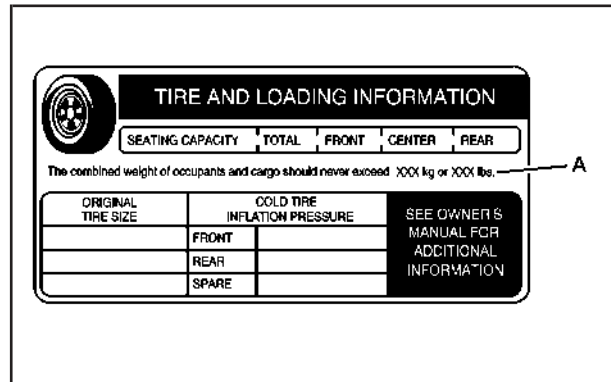 TIRE AND LOADING INFORMATION
SEATING CAPACITY TOTAL FRONT CENTER REAR
The combined weight of occupants and cargo should never exceed XXX kg or XXX lbs. A
ORIGINAL TIRE SIZE
COLD TIRE INFLATION PRESSURE
FRONT
REAR
SPARE
SEE OWNER'S
MANUAL FOR
ADDITIONAL
INFORMATION